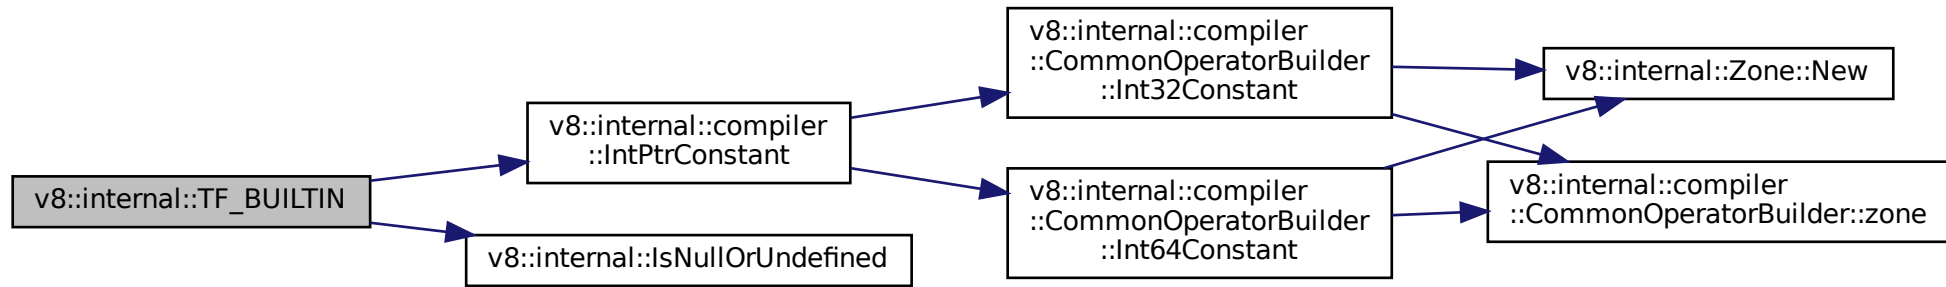 v8::internal::TF_BUILTIN
v8::internal::compiler
::IntPtrConstant
v8::internal::IsNullOrUndefined
v8::internal::compiler
::CommonOperatorBuilder
::Int32Constant
v8::internal::compiler
::CommonOperatorBuilder
::Int64Constant
v8::internal::Zone::New
v8::internal::compiler
::CommonOperatorBuilder::zone